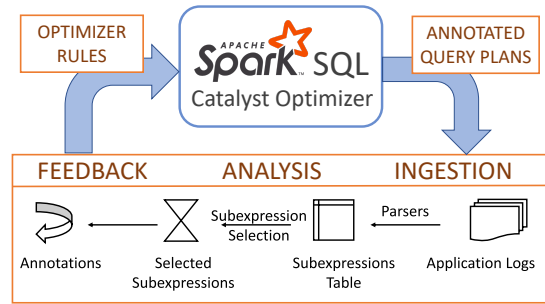 OPTIMIZER
RULES
APACHE
Spark™ SQL
Catalyst Optimizer
ANNOTATED
QUERY PLANS
FEEDBACK
ANALYSIS
INGESTION
Subexpression
Selection
Parsers
Annotations
Selected
Subexpressions
Subexpressions
Table
Application Logs